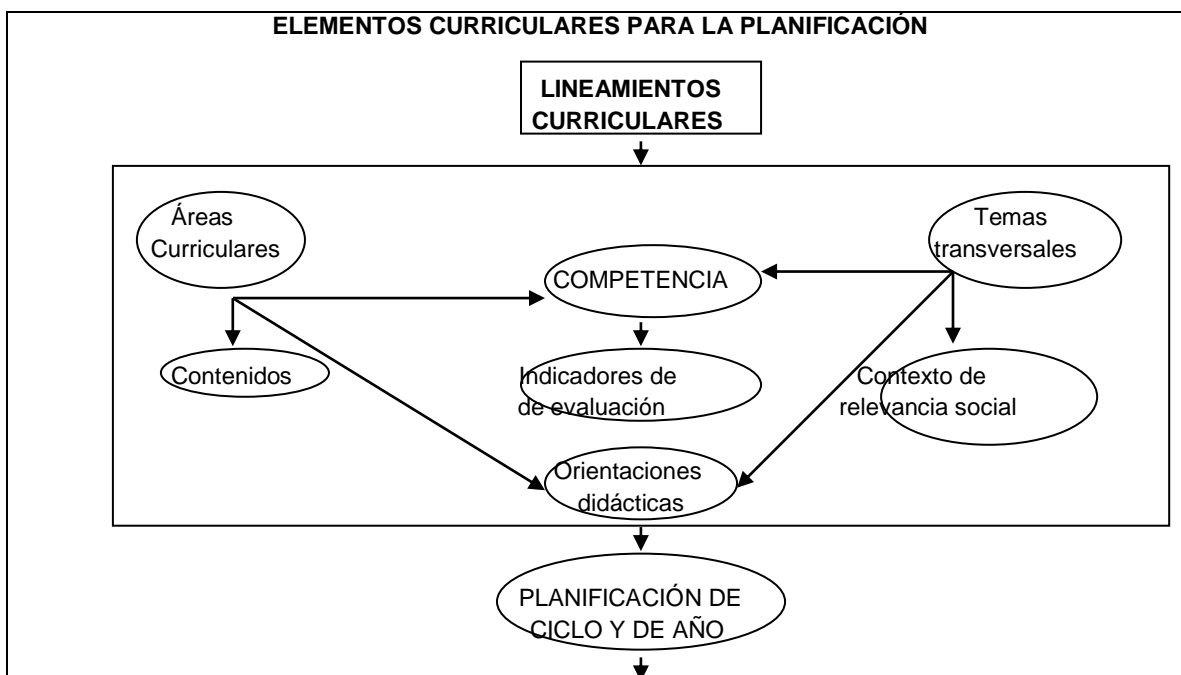 ELEMENTOS CURRICULARES PARA LA PLANIFICACIÓN
LINEAMIENTOS
CURRICULARES
Áreas
Curriculares
Temas
transversales
COMPETENCIA
Contenidos
Indicadores de
de evaluación
Contexto de
relevancia social
Orientaciones
didácticas
PLANIFICACIÓN DE
CICLO Y DE AÑO